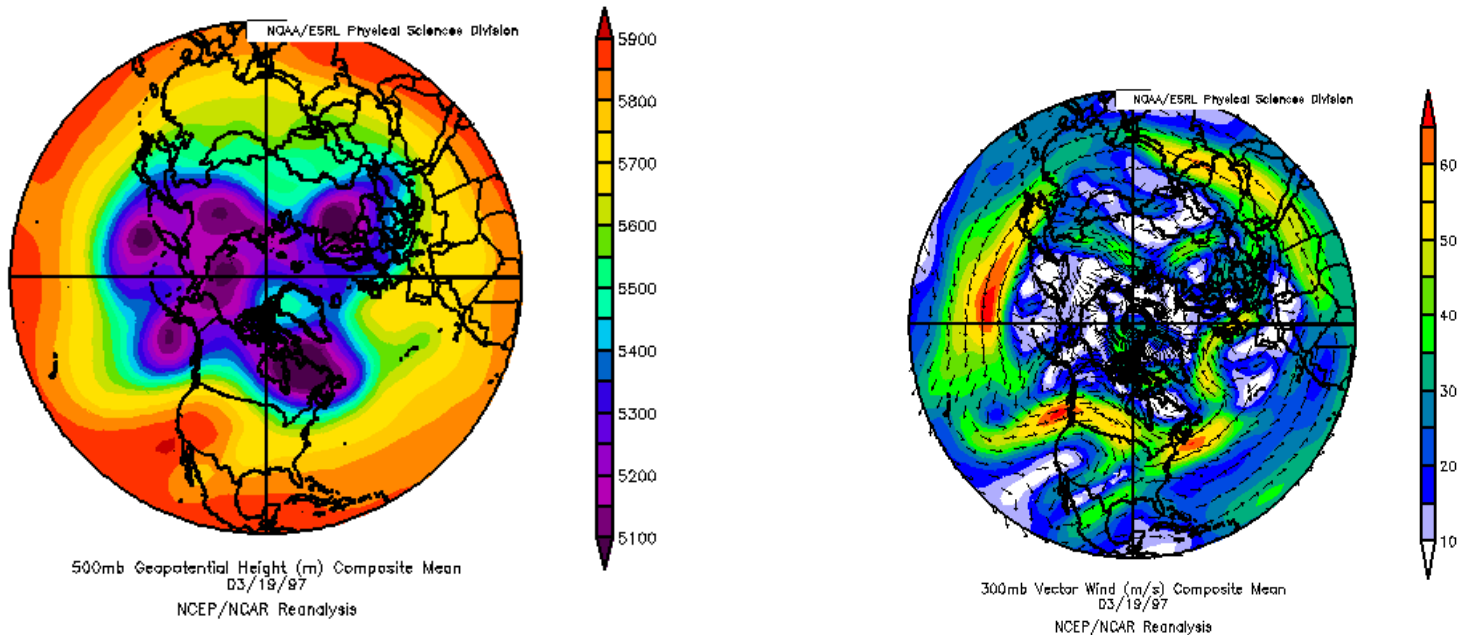 NOAA/ESRL Physical Sciences Division
5900
5800
5700
5600
5500
5400
5300
5200
5100
500mb Geopotential Height (m) Composite Mean
03/19/97
NCEP/NCAR Reanalysis
NOAA/ESRL Physical Sciences Division
60
50
40
30
20
10
300mb Vector Wind (m/s) Composite Mean
03/19/97
NCEP/NCAR Reanalysis